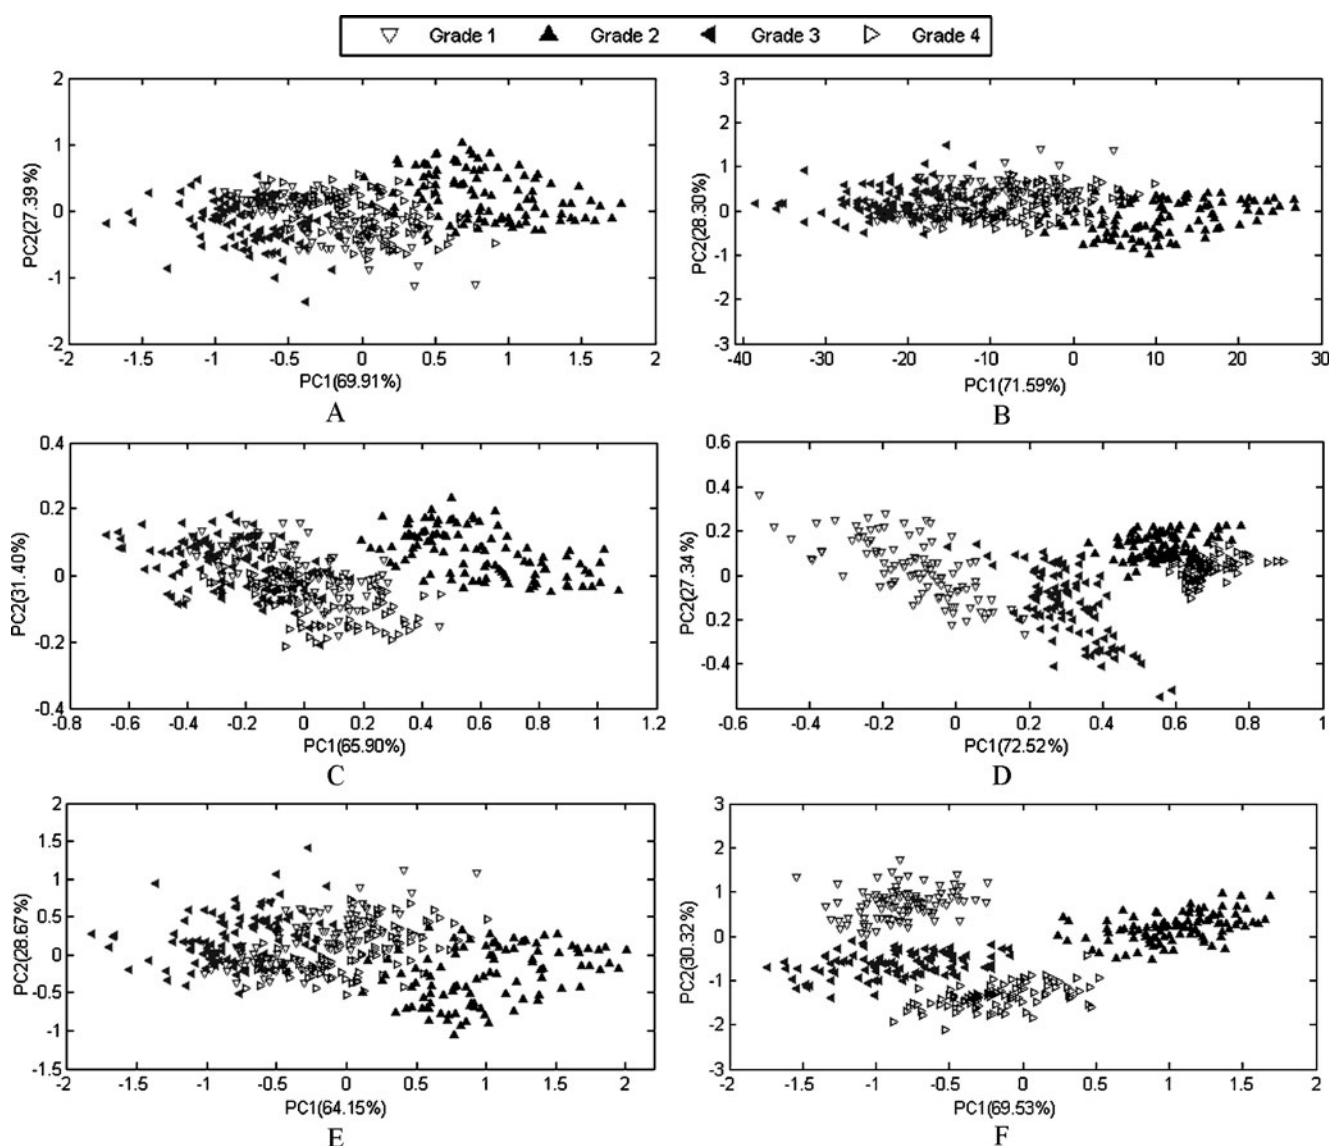 Grade 1 Grade 2 Grade 3 Grade 4
2
1
0
-1
-2
PC2(27.39%)
-2 -1.5 -1 -0.5 0 0.5 1 1.5 2
PC1(69.91%)
A
3
2
1
0
-1
-2
-3
PC2(28.30%)
-40 -30 -20 -10 0 10 20 30
PC1(71.59%)
B
0.4
0.2
0
-0.2
-0.4
PC2(31.40%)
-0.8 -0.6 -0.4 -0.2 0 0.2 0.4 0.6 0.8 1 1.2
PC1(65.90%)
C
0.6
0.4
0.2
0
-0.2
-0.4
PC2(27.34%)
-0.6 -0.4 -0.2 0 0.2 0.4 0.6 0.8 1
PC1(72.52%)
D
2
1.5
1
0.5
0
-0.5
-1
-1.5
PC2(28.67%)
-2 -1.5 -1 -0.5 0 0.5 1 1.5 2
PC1(64.15%)
E
3
2
1
0
-1
-2
-3
PC2(30.32%)
-2 -1.5 -1 -0.5 0 0.5 1 1.5 2
PC1(69.53%)
F